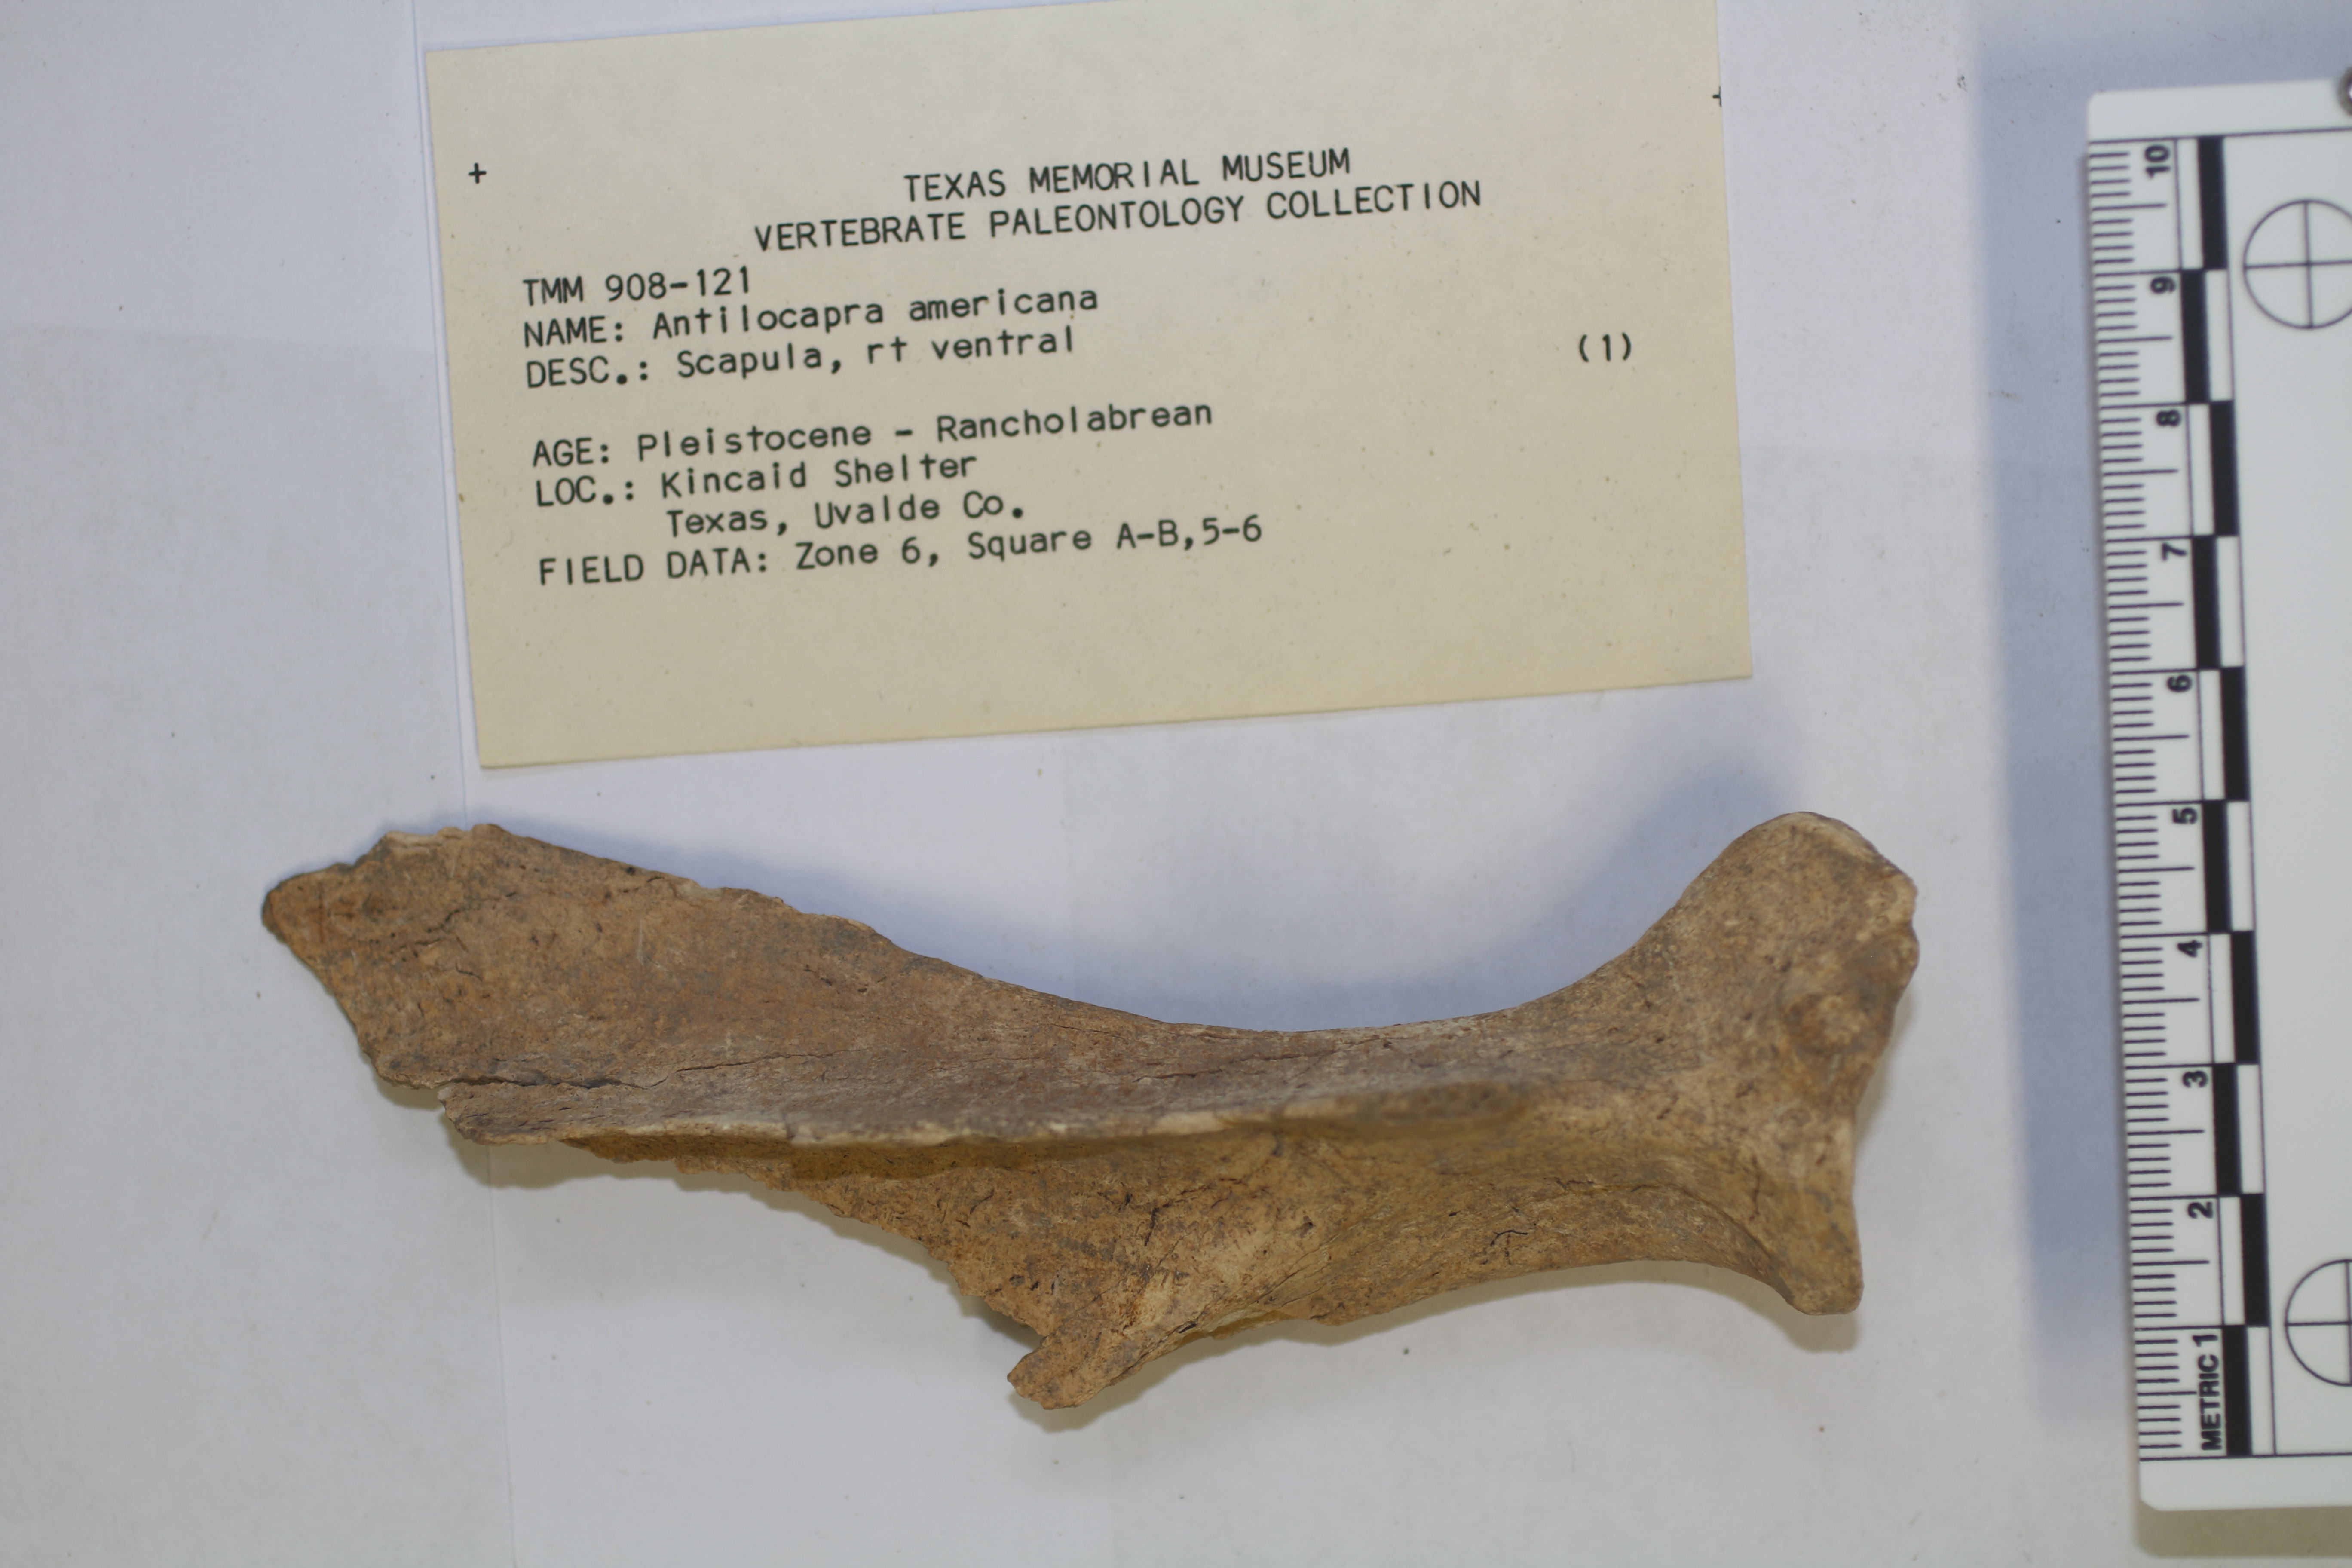 TEXAS MEMORIAL MUSEUM
VERTEBRATE PALEONTOLOGY COLLECTION
TMM 908-121
NAME: Antilocapra americana
DESC.: Scapula, rt ventral (1)
AGE: Pleistocene - Rancholabrean
LOC.: Kincaid Shelter
Texas, Uvalde Co.
FIELD DATA: Zone 6, Square A-B,5-6
10
9
8
7
6
5
4
3
2
METRIC 1